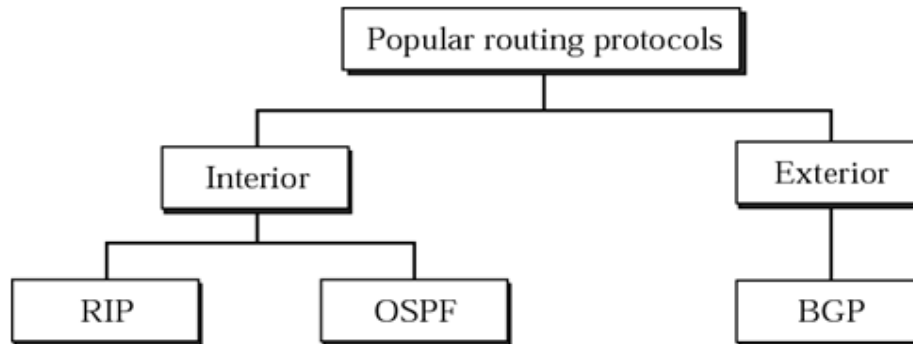 Popular routing protocols
Interior
Exterior
RIP
OSPF
BGP